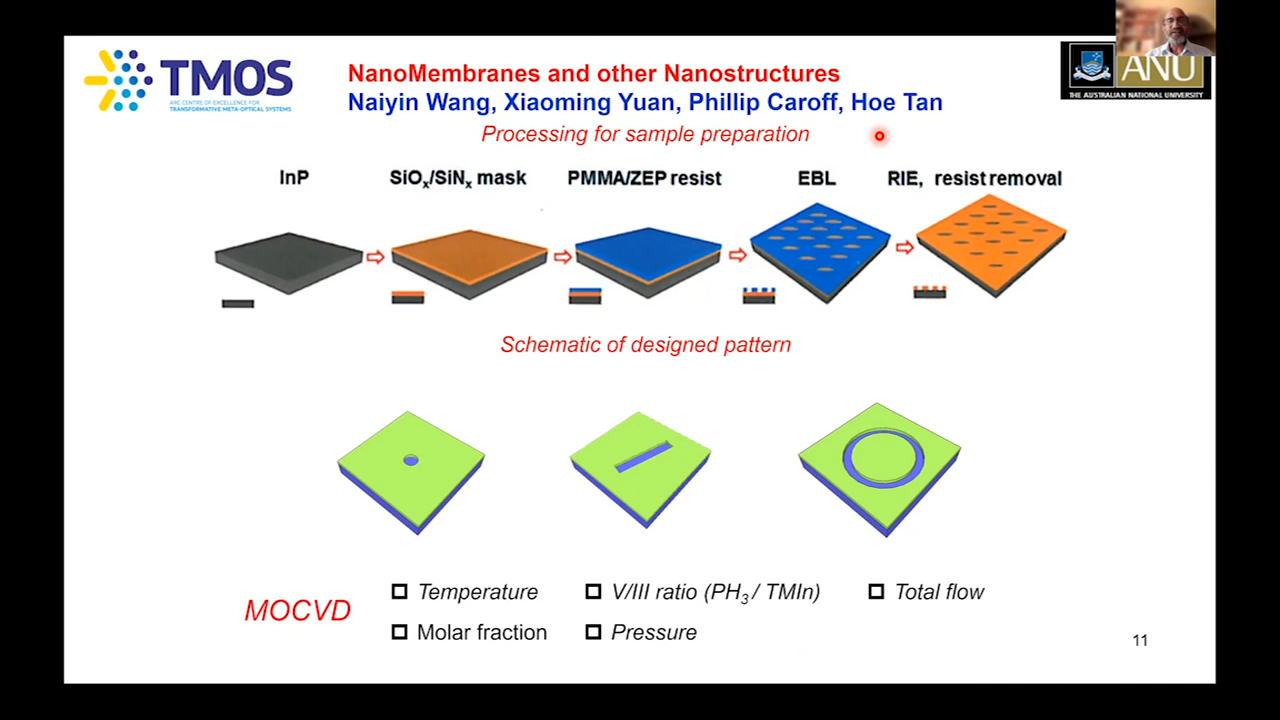 TMOS
ARC CENTRE OF EXCELLENCE FOR
TRANSFORMATIVE META-OPTICAL SYSTEMS
NanoMembranes and other Nanostructures
Naiyin Wang, Xiaoming Yuan, Phillip Caroff, Hoe Tan
ANU
THE AUSTRALIAN NATIONAL UNIVERSITY
Processing for sample preparation
InP
SiOₓ/SiNₓ mask
PMMA/ZEP resist
EBL
RIE, resist removal
Schematic of designed pattern
MOCVD
Temperature
V/III ratio (PH₃ / TMIn)
Total flow
Molar fraction
Pressure
11